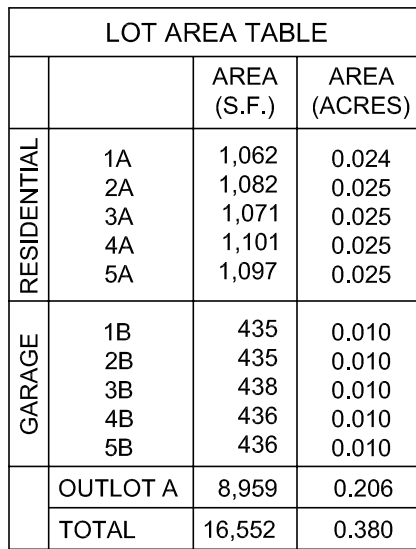 LOT AREA TABLE
AREA (S.F.) AREA (ACRES)
RESIDENTIAL
1A 1,062 0.024
2A 1,082 0.025
3A 1,071 0.025
4A 1,101 0.025
5A 1,097 0.025
GARAGE
1B 435 0.010
2B 435 0.010
3B 438 0.010
4B 436 0.010
5B 436 0.010
OUTLOT A 8,959 0.206
TOTAL 16,552 0.380